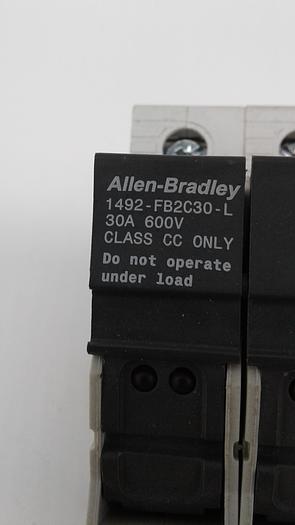 Allen-Bradley
1492-FB2C30-L
30A 600V
CLASS CC ONLY
Do not operate
under load